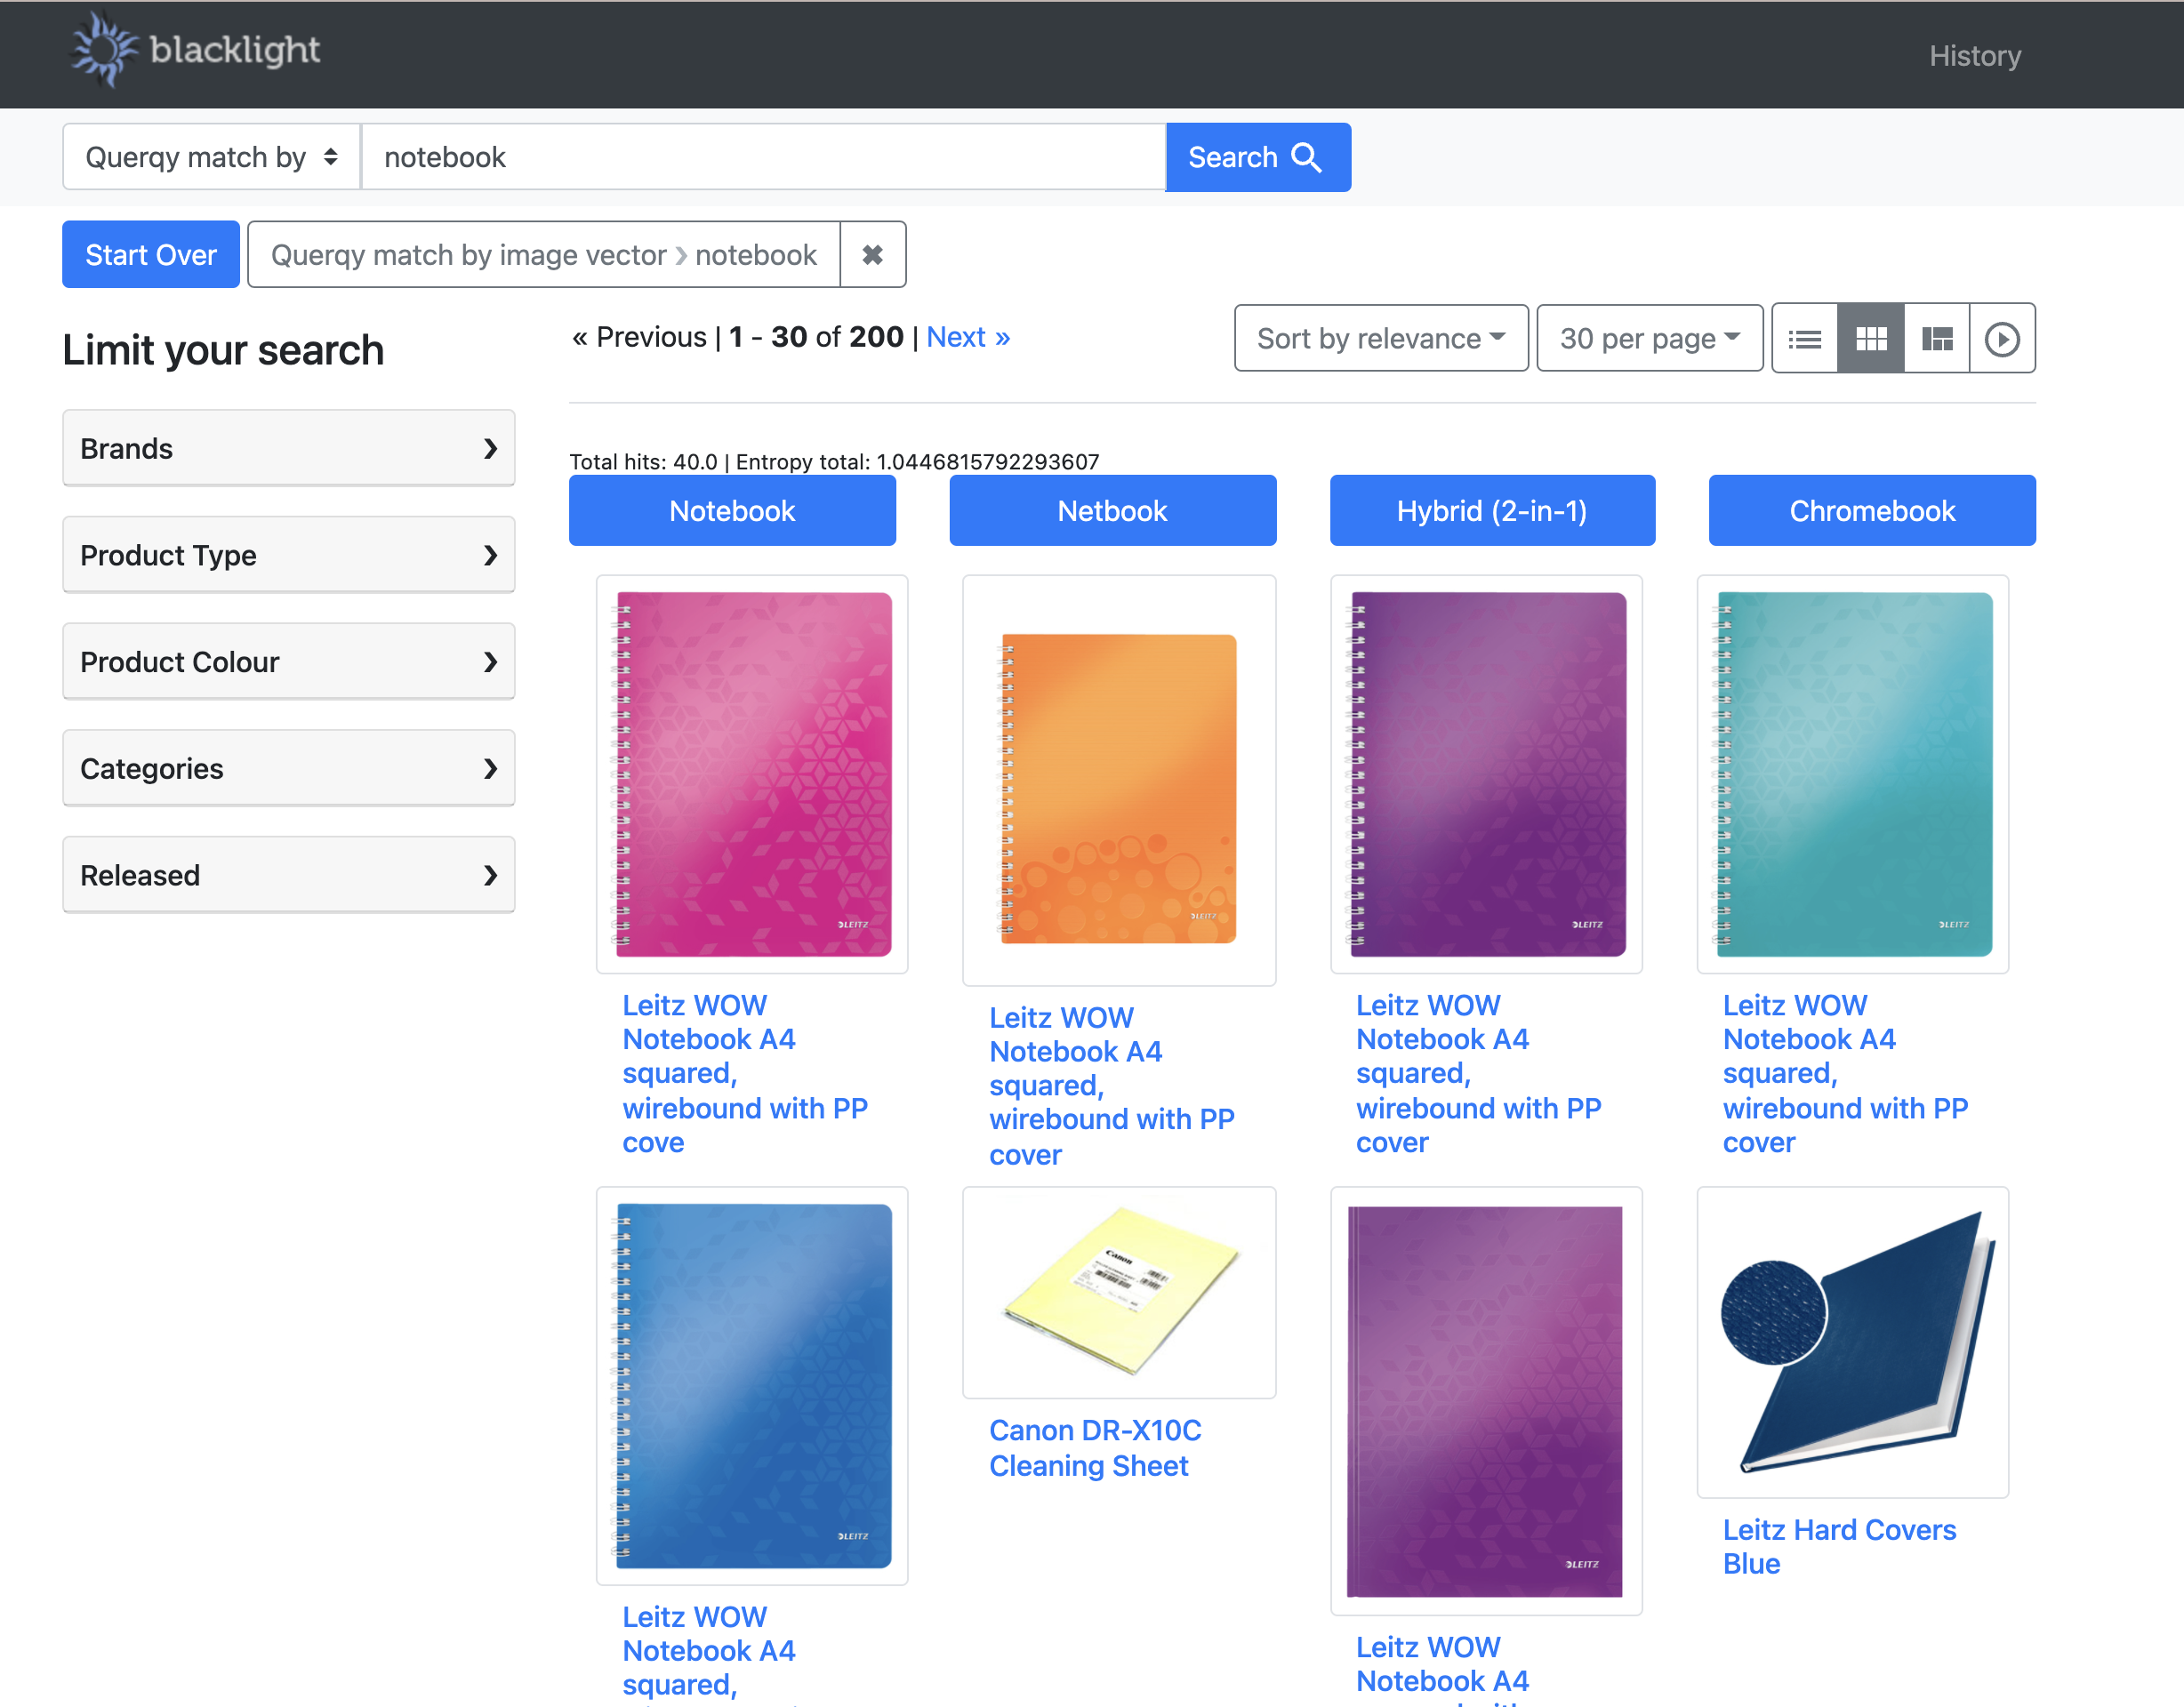 blacklight
History
Querqy match by
notebook
Search
Start Over
Querqy match by image vector ❯ notebook ✖
Limit your search
« Previous | 1 - 30 of 200 | Next »
Sort by relevance
30 per page
Brands ❯
Product Type ❯
Product Colour ❯
Categories ❯
Released ❯
Total hits: 40.0 | Entropy total: 1.0446815792293607
Notebook
Netbook
Hybrid (2-in-1)
Chromebook
LEITZ
LEITZ
LEITZ
LEITZ
Leitz WOW
Notebook A4
squared,
wirebound with PP
cove
Leitz WOW
Notebook A4
squared,
wirebound with PP
cover
Leitz WOW
Notebook A4
squared,
wirebound with PP
cover
Leitz WOW
Notebook A4
squared,
wirebound with PP
cover
LEITZ
Leitz WOW
Notebook A4
squared,
Canon
Canon DR-X10C
Cleaning Sheet
LEITZ
Leitz WOW
Notebook A4
Leitz Hard Covers
Blue